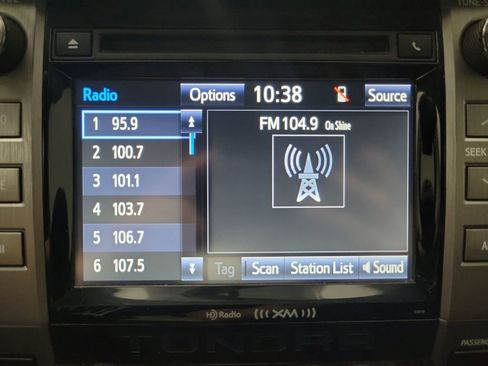 TUNE·S
Radio
Options
10:38
Source
1 95.9
2 100.7
3 101.1
4 103.7
5 106.7
6 107.5
FM 104.9 On Shine
Tag
Scan
Station List
Sound
SEEK
HD Radio
((( XM )))
TUNDRA
PASSENG